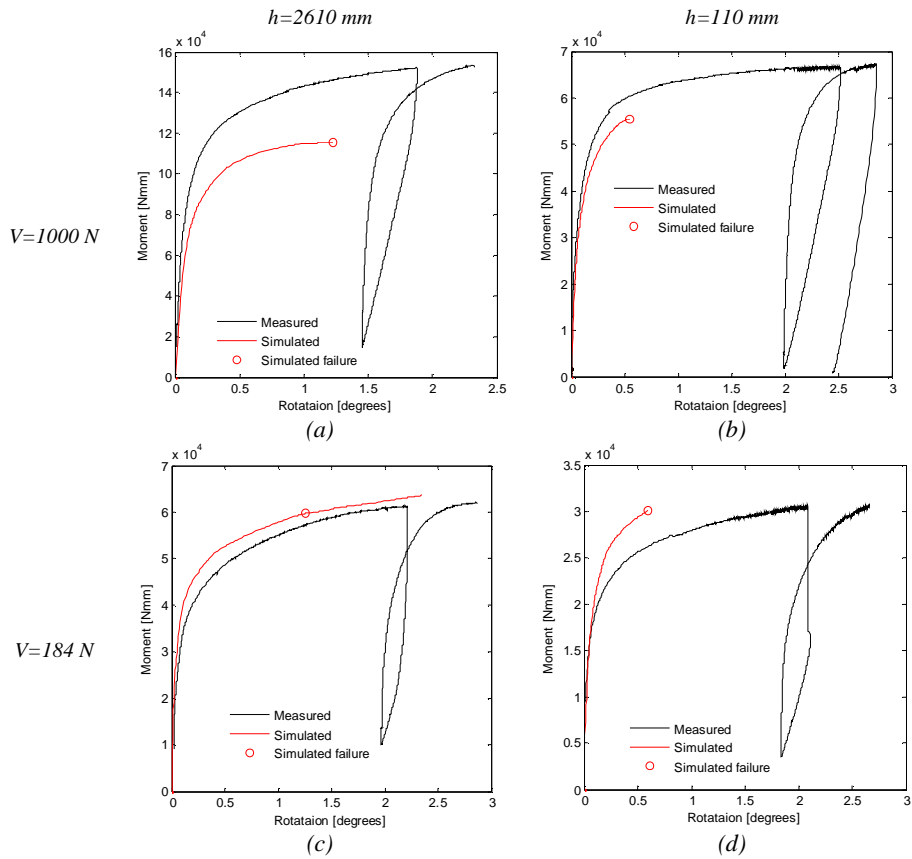 h=2610 mm
h=110 mm
V=1000 N
x 10^4
16
14
12
10
8
6
4
2
0
Moment [Nmm]
Measured
Simulated
Simulated failure
0 0.5 1 1.5 2 2.5
Rotataion [degrees]
(a)
x 10^4
7
6
5
4
3
2
1
0
Moment [Nmm]
Measured
Simulated
Simulated failure
0 0.5 1 1.5 2 2.5 3
Rotataion [degrees]
(b)
V=184 N
x 10^4
7
6
5
4
3
2
1
0
Moment [Nmm]
Measured
Simulated
Simulated failure
0 0.5 1 1.5 2 2.5 3
Rotataion [degrees]
(c)
x 10^4
3.5
3
2.5
2
1.5
1
0.5
0
Moment [Nmm]
Measured
Simulated
Simulated failure
0 0.5 1 1.5 2 2.5 3
Rotataion [degrees]
(d)